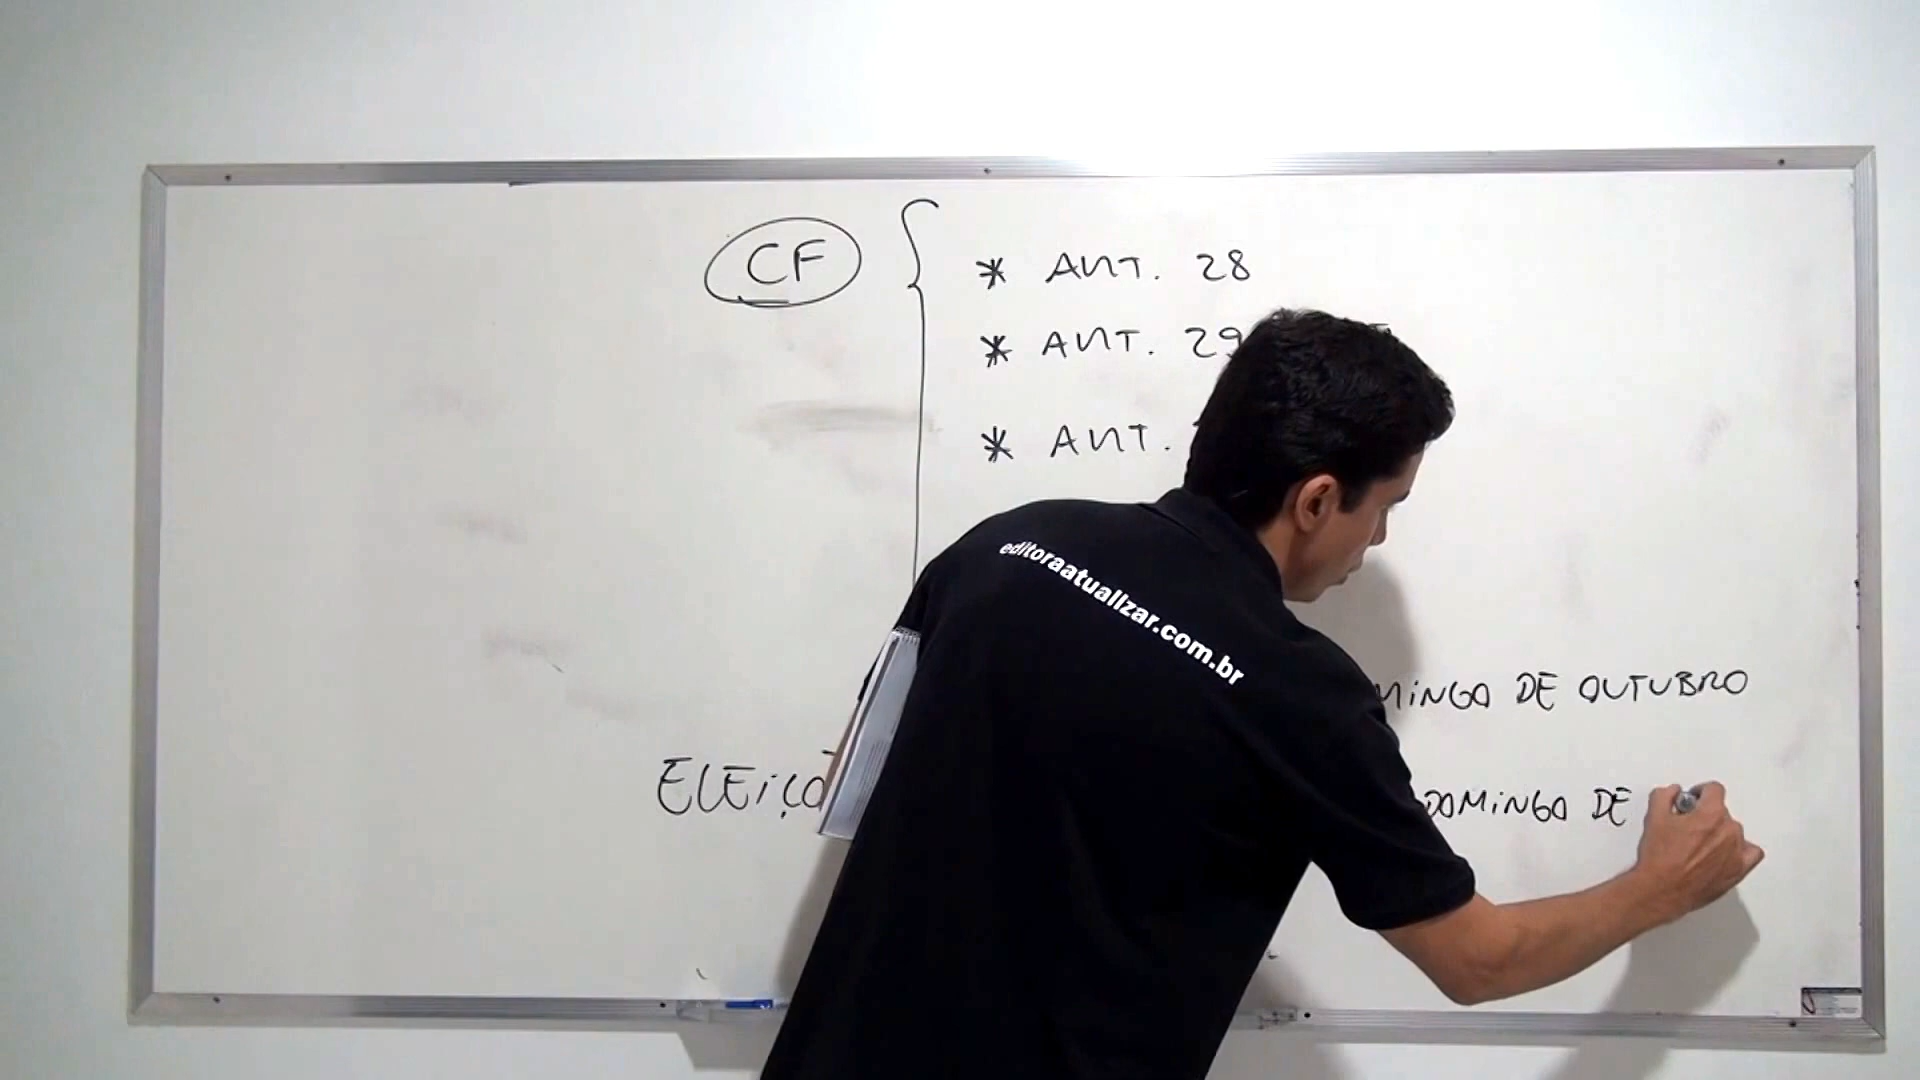 CF
* ART. 28
* ART. 29
* ART.
editoraatualizar.com.br
MINGO DE OUTUBRO
ELEIÇÕ
DOMINGO DE